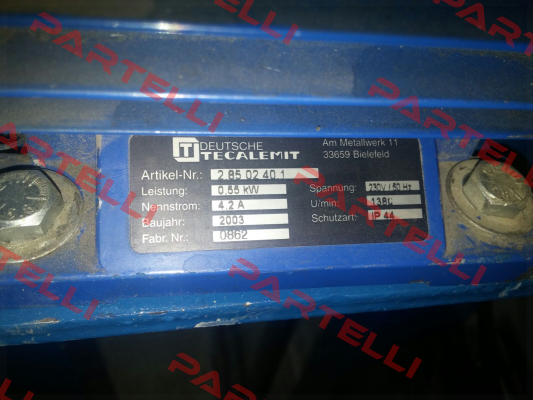 DEUTSCHE
TECALEMIT
Am Metallwerk 11
33659 Bielefeld
Artikel-Nr.: 2 85 02 40 1
Leistung: 0.55 kW
Spannung: 230V / 50 Hz
Nennstrom: 4.2 A
U/min.:
Baujahr: 2003
Schutzart: IP 44
Fabr. Nr.: 0862
PARTELLI
PARTELLI
PARTELLI
PARTELLI
PARTELLI